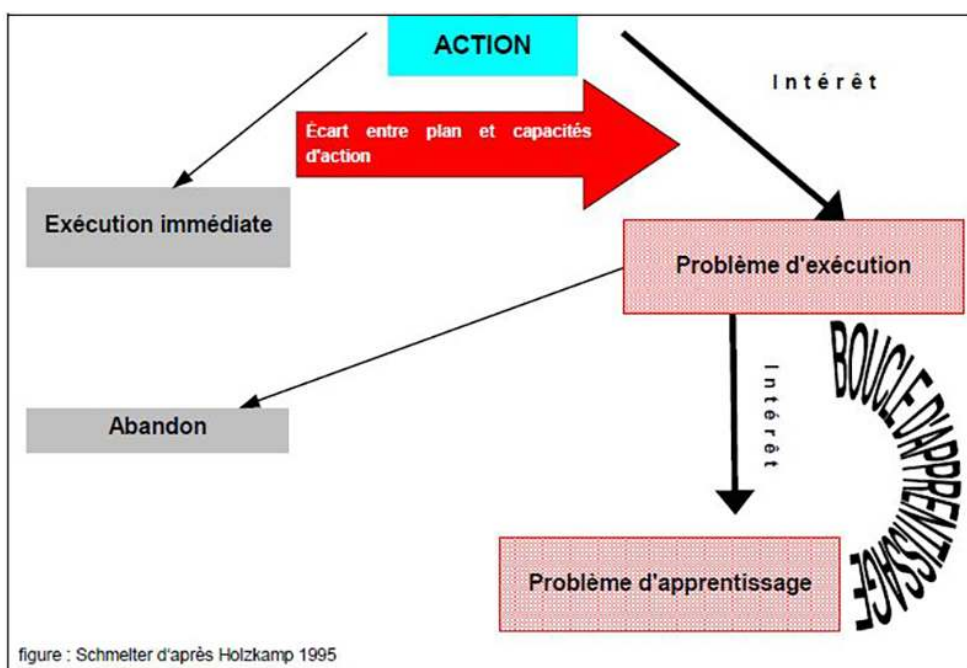 ACTION
Intérêt
Écart entre plan et capacités
d'action
Exécution immédiate
Problème d'exécution
Intérêt
BOUCLE D'APPRENTISSAGE
Abandon
Problème d'apprentissage
figure : Schmelter d'après Holzkamp 1995